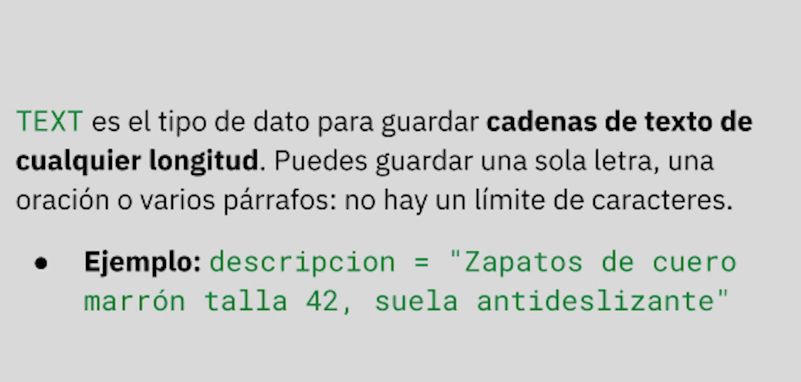 TEXT es el tipo de dato para guardar cadenas de texto de
cualquier longitud. Puedes guardar una sola letra, una
oración o varios párrafos: no hay un límite de caracteres.
● Ejemplo: descripcion = "Zapatos de cuero
marrón talla 42, suela antideslizante"